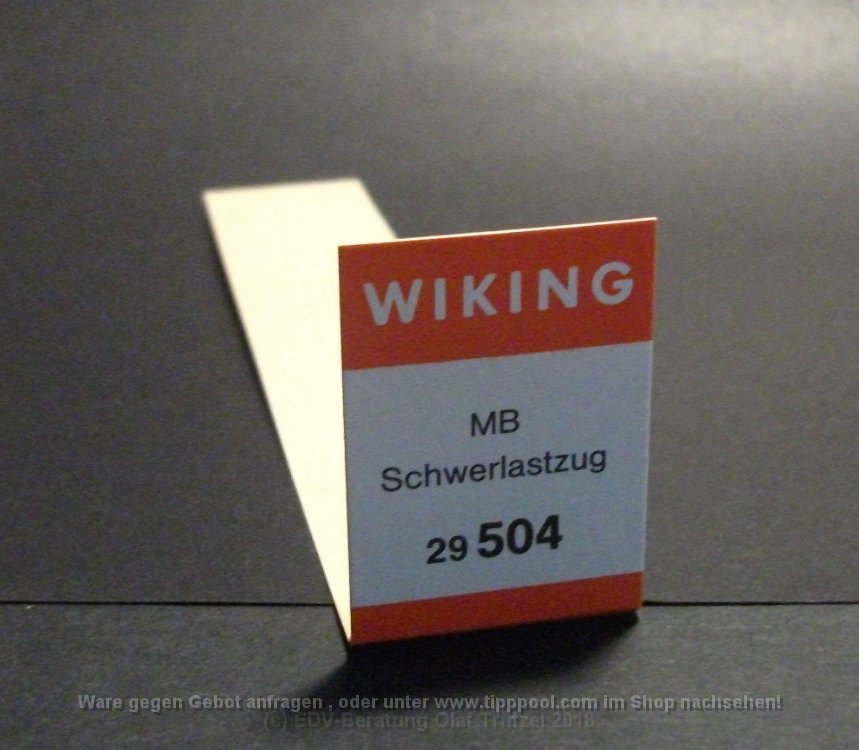 WIKING
MB
Schwerlastzug
29 504
Ware gegen Gebot anfragen , oder unter www.tipppool.com im Shop nachsehen!
(c) EDV-Beratung Olaf Trützel 2018